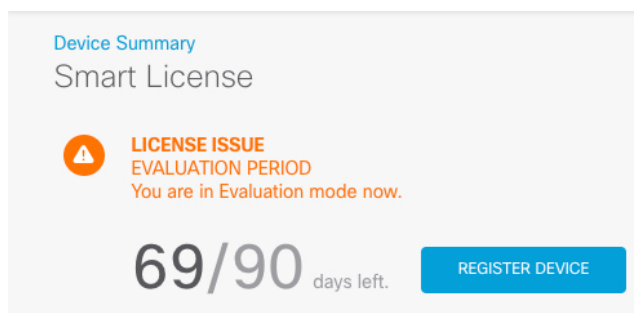 Device Summary
Smart License
LICENSE ISSUE
EVALUATION PERIOD
You are in Evaluation mode now.
69/90 days left.
REGISTER DEVICE